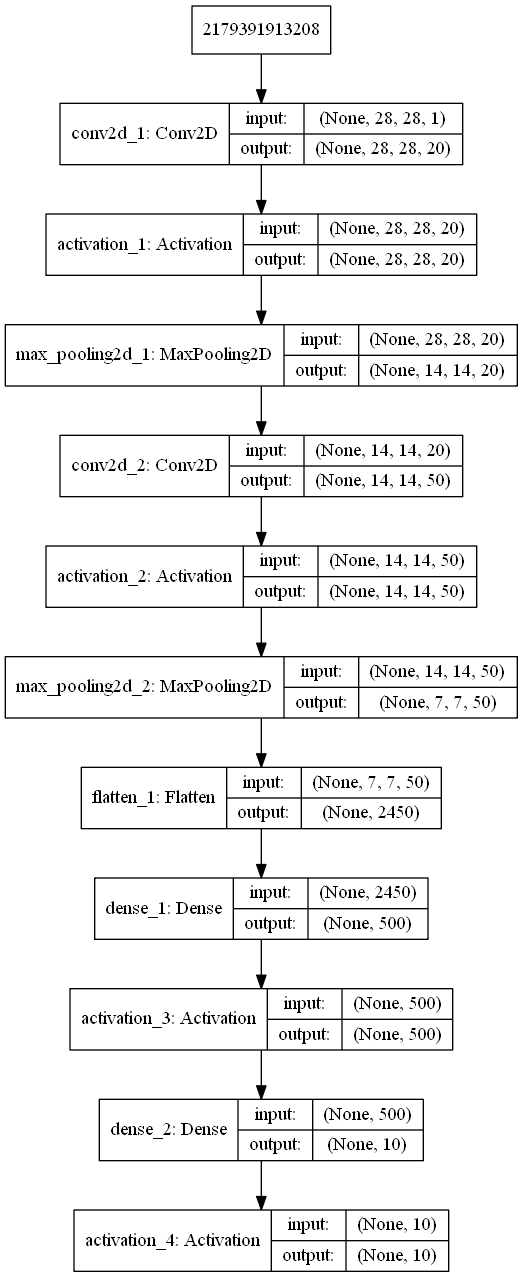 2179391913208
conv2d_1: Conv2D
input:
(None, 28, 28, 1)
output:
(None, 28, 28, 20)
activation_1: Activation
input:
(None, 28, 28, 20)
output:
(None, 28, 28, 20)
max_pooling2d_1: MaxPooling2D
input:
(None, 28, 28, 20)
output:
(None, 14, 14, 20)
conv2d_2: Conv2D
input:
(None, 14, 14, 20)
output:
(None, 14, 14, 50)
activation_2: Activation
input:
(None, 14, 14, 50)
output:
(None, 14, 14, 50)
max_pooling2d_2: MaxPooling2D
input:
(None, 14, 14, 50)
output:
(None, 7, 7, 50)
flatten_1: Flatten
input:
(None, 7, 7, 50)
output:
(None, 2450)
dense_1: Dense
input:
(None, 2450)
output:
(None, 500)
activation_3: Activation
input:
(None, 500)
output:
(None, 500)
dense_2: Dense
input:
(None, 500)
output:
(None, 10)
activation_4: Activation
input:
(None, 10)
output:
(None, 10)